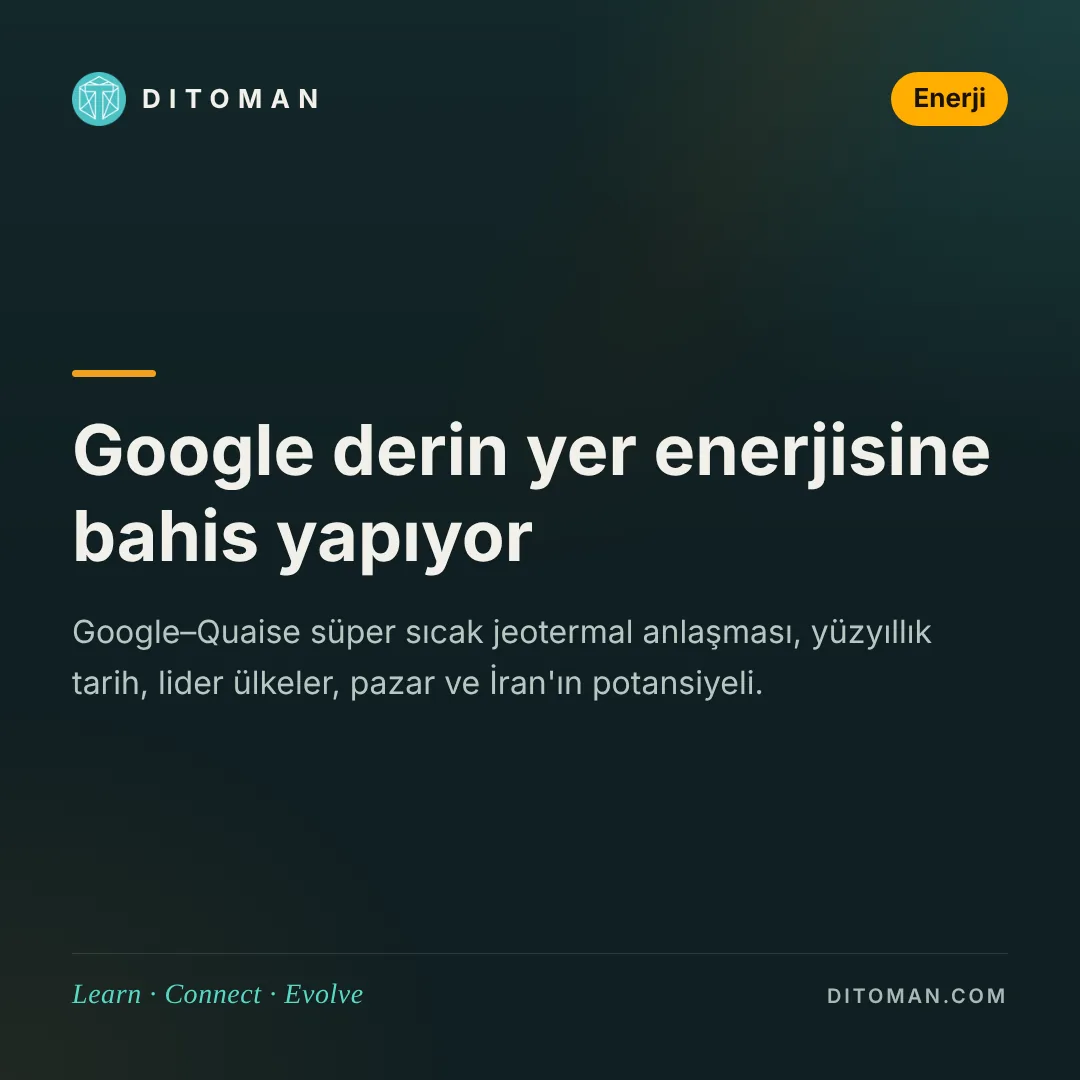 DITOMAN
Enerji
Google derin yer enerjisine
bahis yapıyor
Google–Quaise süper sıcak jeotermal anlaşması, yüzyıllık
tarih, lider ülkeler, pazar ve İran'ın potansiyeli.
Learn · Connect · Evolve
DITOMAN.COM